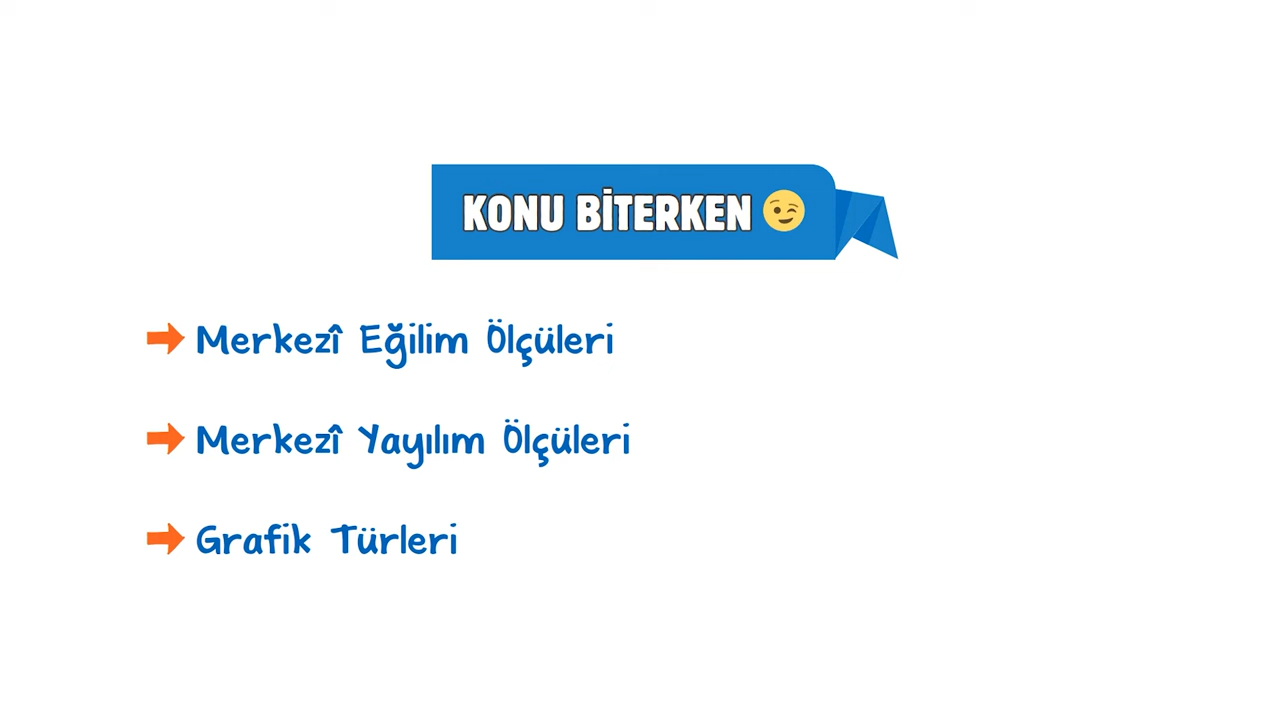 KONU BİTERKEN 😉
Merkezî Eğilim Ölçüleri
Merkezî Yayılım Ölçüleri
Grafik Türleri